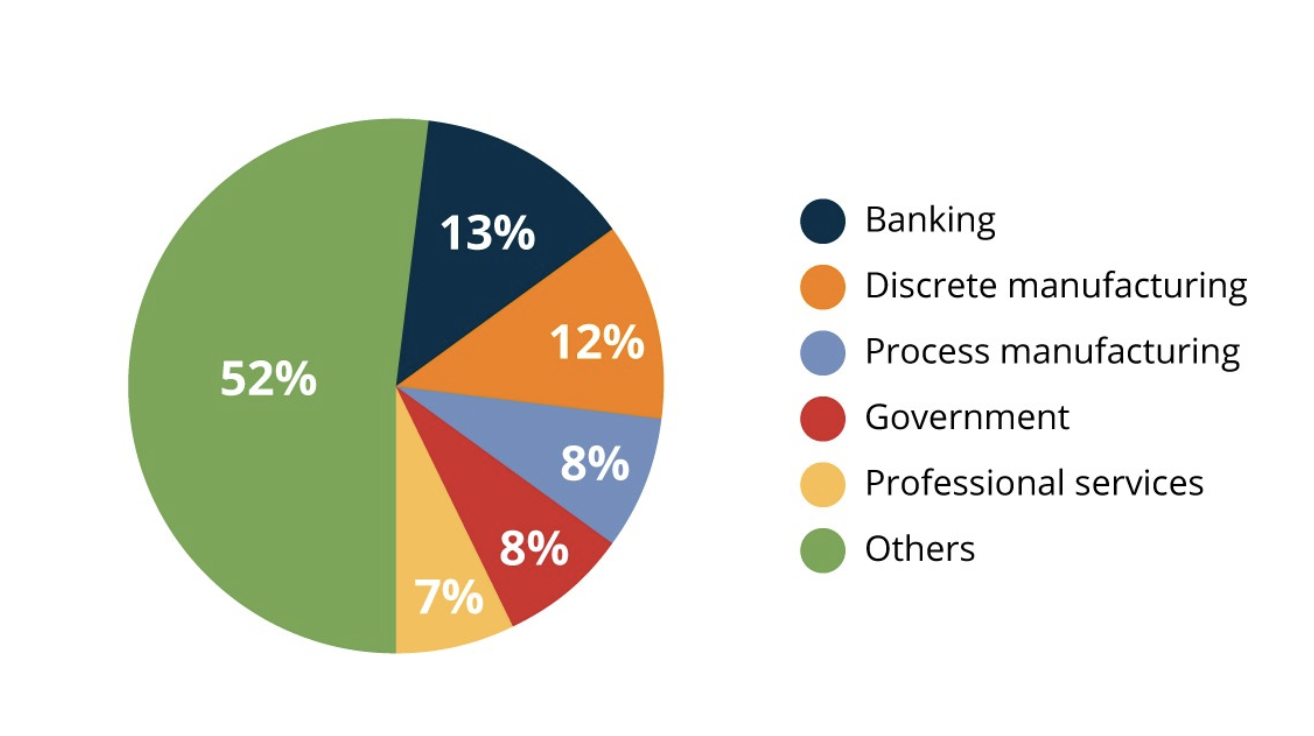 13%
12%
52%
8%
8%
7%
Banking
Discrete manufacturing
Process manufacturing
Government
Professional services
Others